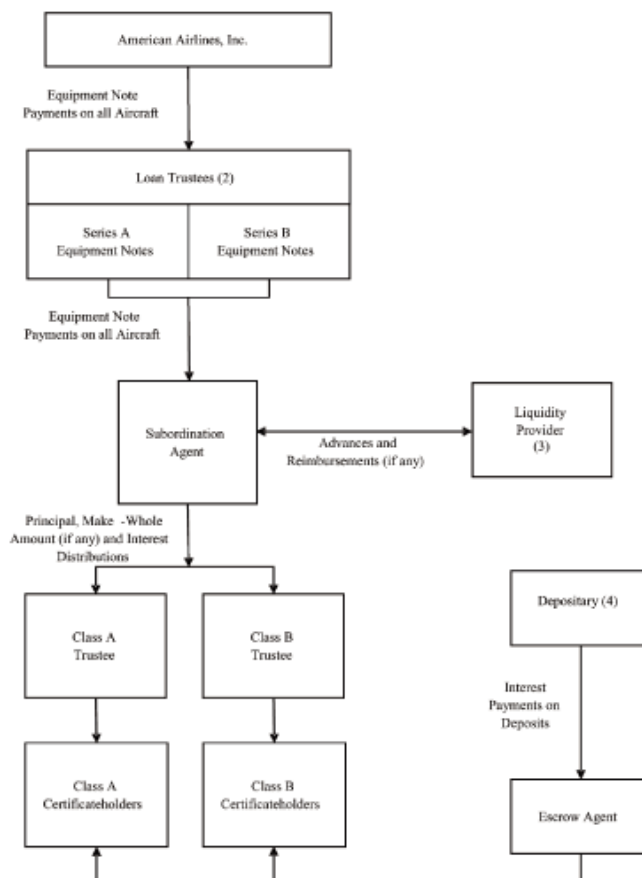 American Airlines, Inc.
Equipment Note
Payments on all Aircraft
Loan Trustees (2)
Series A
Equipment Notes
Series B
Equipment Notes
Equipment Note
Payments on all Aircraft
Subordination
Agent
Advances and
Reimbursements (if any)
Liquidity
Provider
(3)
Principal, Make -Whole
Amount (if any) and Interest
Distributions
Class A
Trustee
Class B
Trustee
Depositary (4)
Interest
Payments on
Deposits
Class A
Certificateholders
Class B
Certificateholders
Escrow Agent